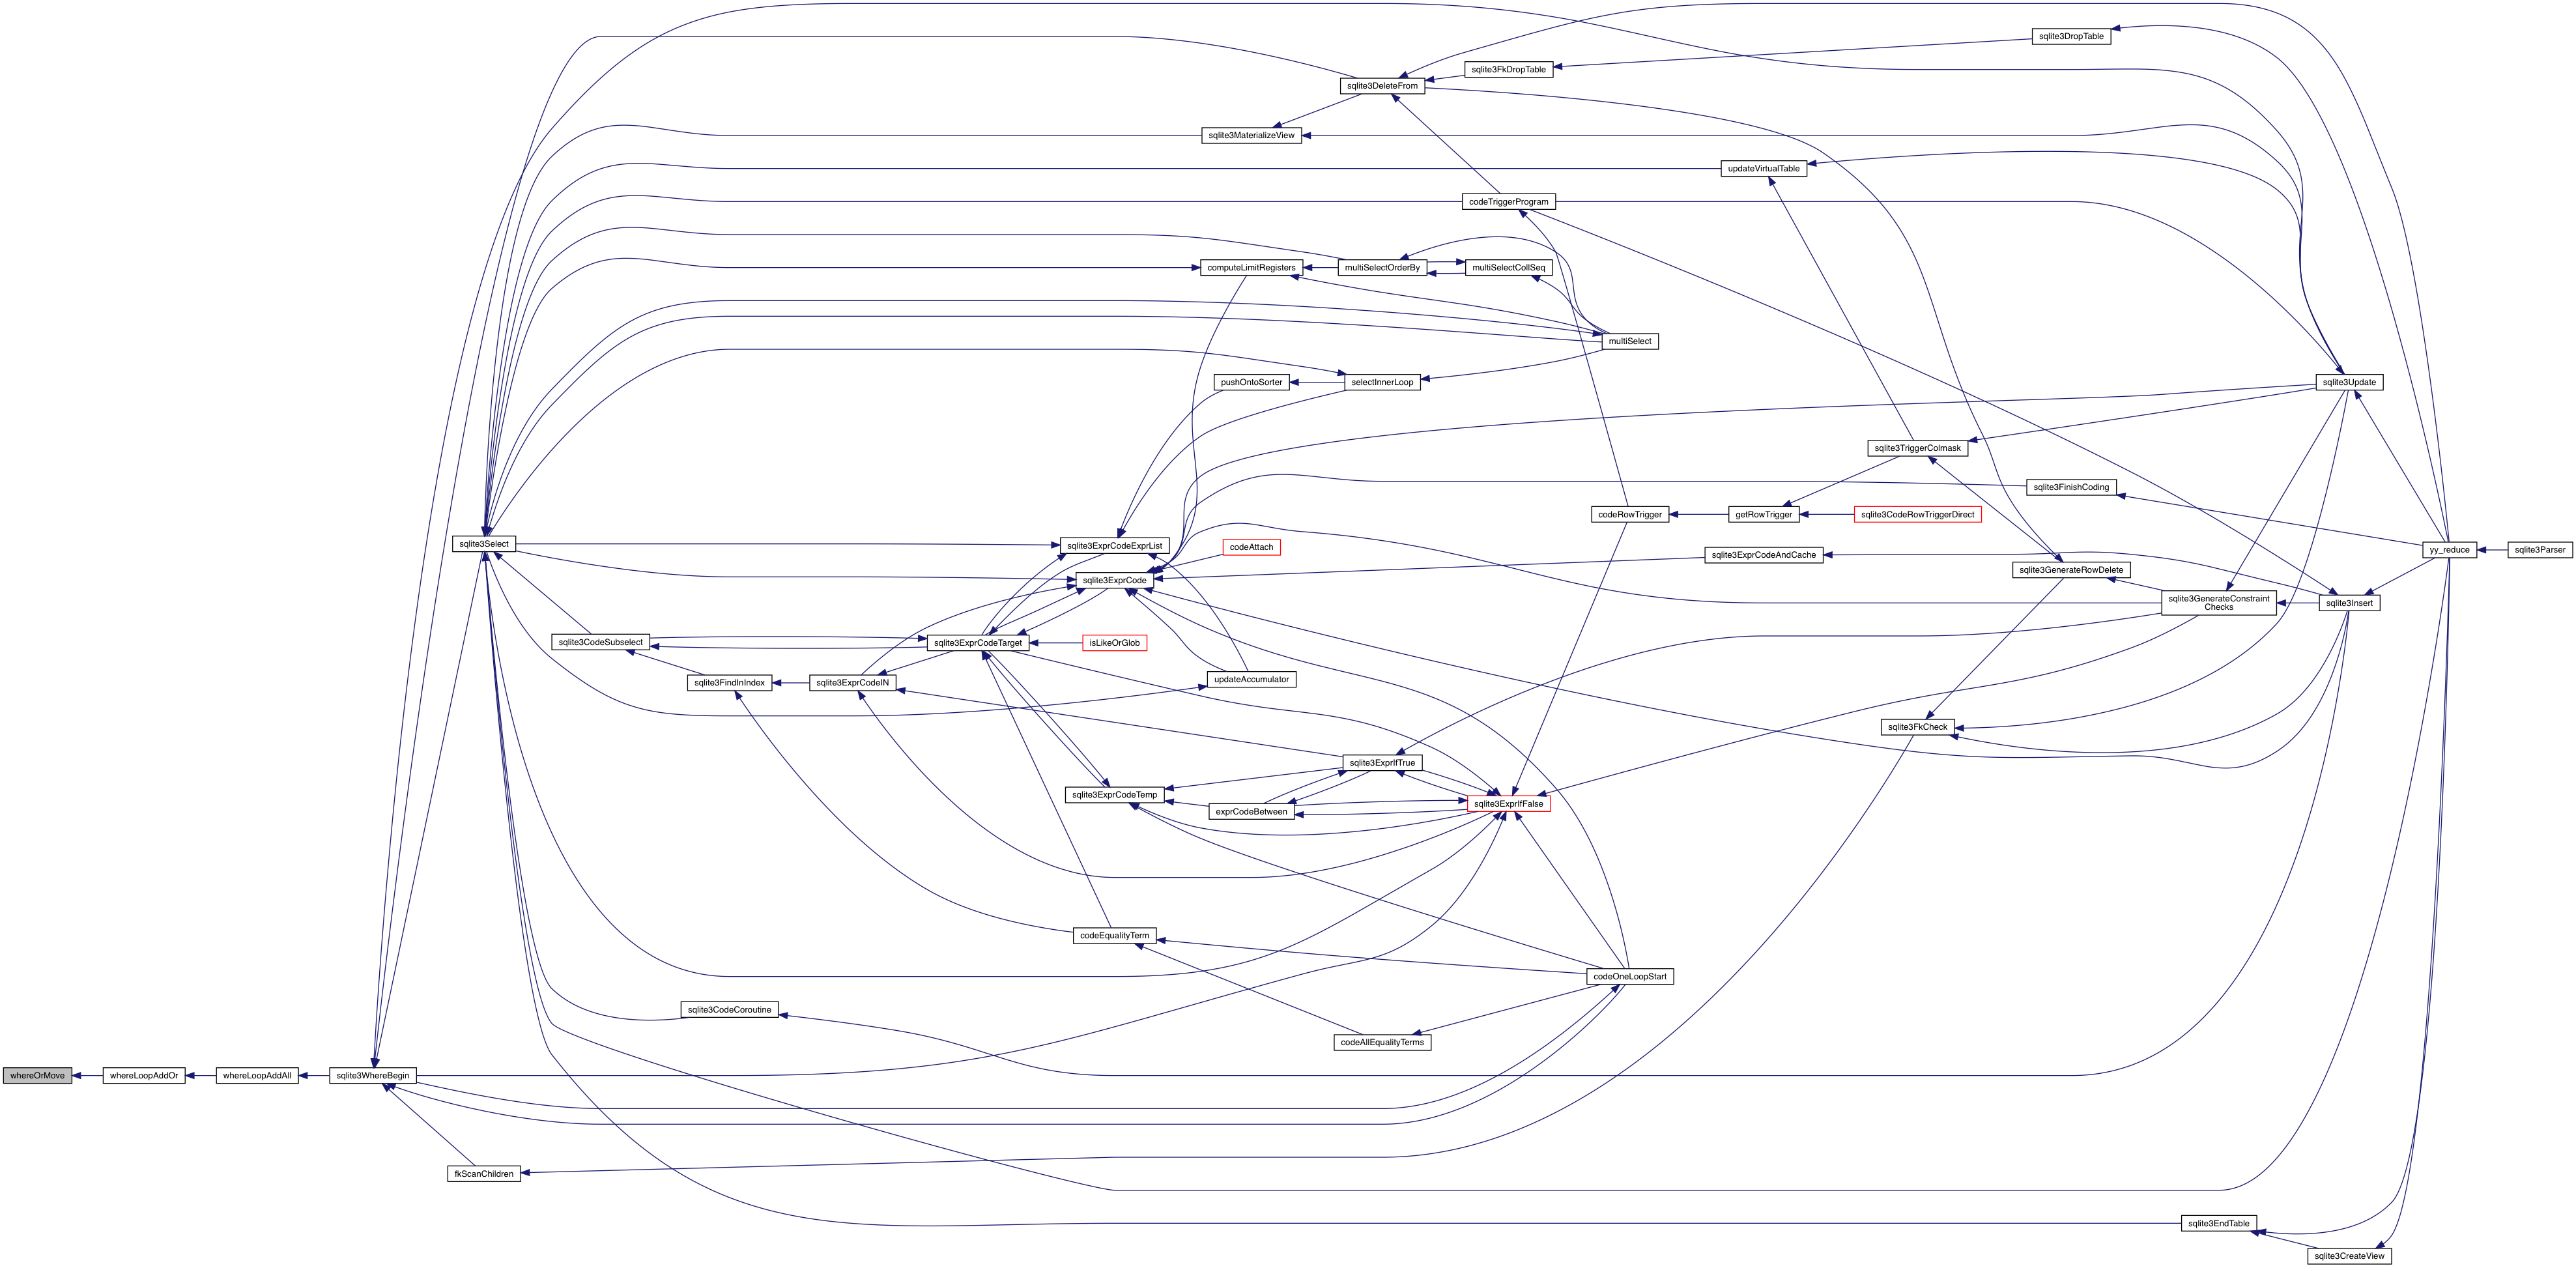 sqlite3DropTable
sqlite3FkDropTable
sqlite3DeleteFrom
sqlite3MaterializeView
updateVirtualTable
codeTriggerProgram
computeLimitRegisters
multiSelectOrderBy
multiSelectCollSeq
multiSelect
pushOntoSorter
selectInnerLoop
sqlite3Update
sqlite3TriggerColmask
sqlite3FinishCoding
codeRowTrigger
getRowTrigger
sqlite3CodeRowTriggerDirect
sqlite3Select
sqlite3ExprCodeExprList
codeAttach
sqlite3ExprCodeAndCache
yy_reduce
sqlite3Parser
sqlite3ExprCode
sqlite3GenerateRowDelete
sqlite3GenerateConstraint
Checks
sqlite3Insert
sqlite3CodeSubselect
sqlite3ExprCodeTarget
isLikeOrGlob
sqlite3FindInIndex
sqlite3ExprCodeIN
updateAccumulator
sqlite3FkCheck
sqlite3ExprIfTrue
sqlite3ExprCodeTemp
exprCodeBetween
sqlite3ExprIfFalse
codeEqualityTerm
codeOneLoopStart
sqlite3CodeCoroutine
codeAllEqualityTerms
whereOrMove
whereLoopAddOr
whereLoopAddAll
sqlite3WhereBegin
fkScanChildren
sqlite3EndTable
sqlite3CreateView